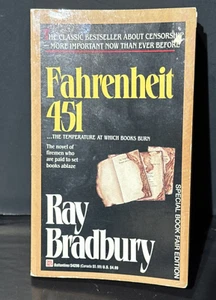 THE CLASSIC BESTSELLER ABOUT CENSORSHIP
— MORE IMPORTANT NOW THAN EVER BEFORE
Fahrenheit
451
...THE TEMPERATURE AT WHICH BOOKS BURN
The novel of
firemen who
are paid to set
books ablaze
SPECIAL BOOK FAIR EDITION
Ray
Bradbury
Ballantine